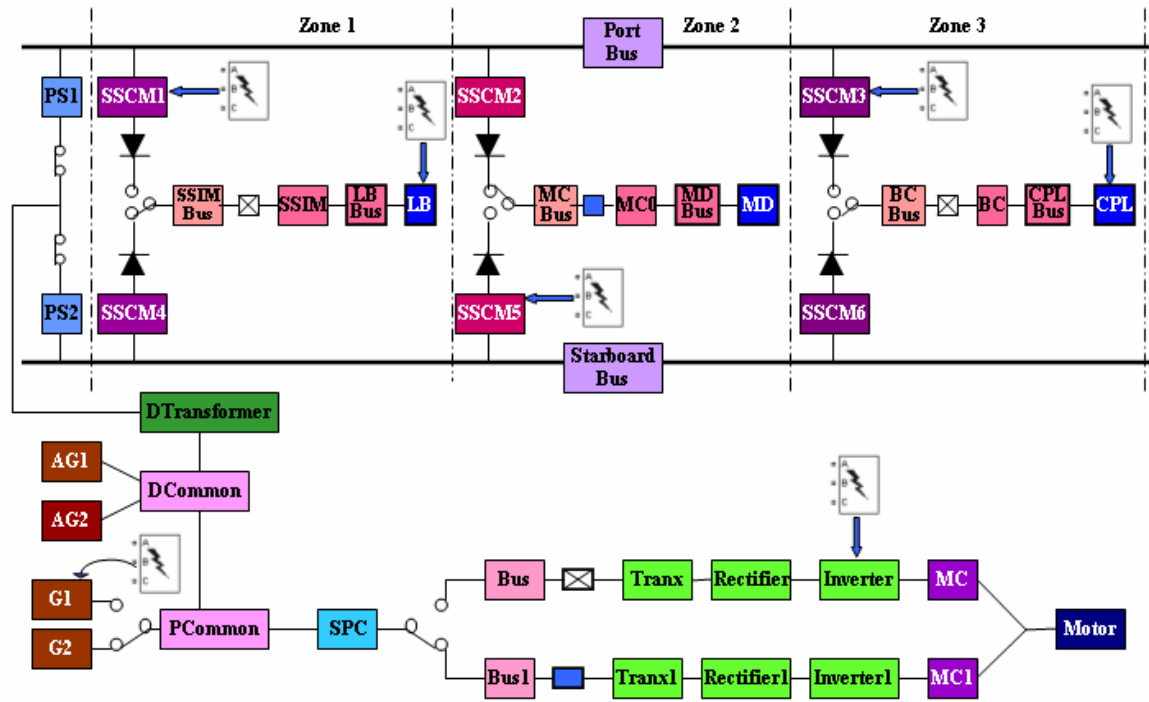 Zone 1
Port
Bus
Zone 2
Zone 3
PS1
SSCM1
A
B
C
A
B
C
SSCM2
SSCM3
A
B
C
A
B
C
SSIM
Bus
SSIM
LB
Bus
LB
MC
Bus
MC0
MD
Bus
MD
BC
Bus
BC
CPL
Bus
CPL
PS2
SSCM4
SSCM5
A
B
C
SSCM6
Starboard
Bus
DTransformer
AG1
DCommon
AG2
A
B
C
A
B
C
G1
G2
PCommon
SPC
Bus
Tranx
Rectifier
Inverter
MC
Motor
Bus1
Tranx1
Rectifier1
Inverter1
MC1